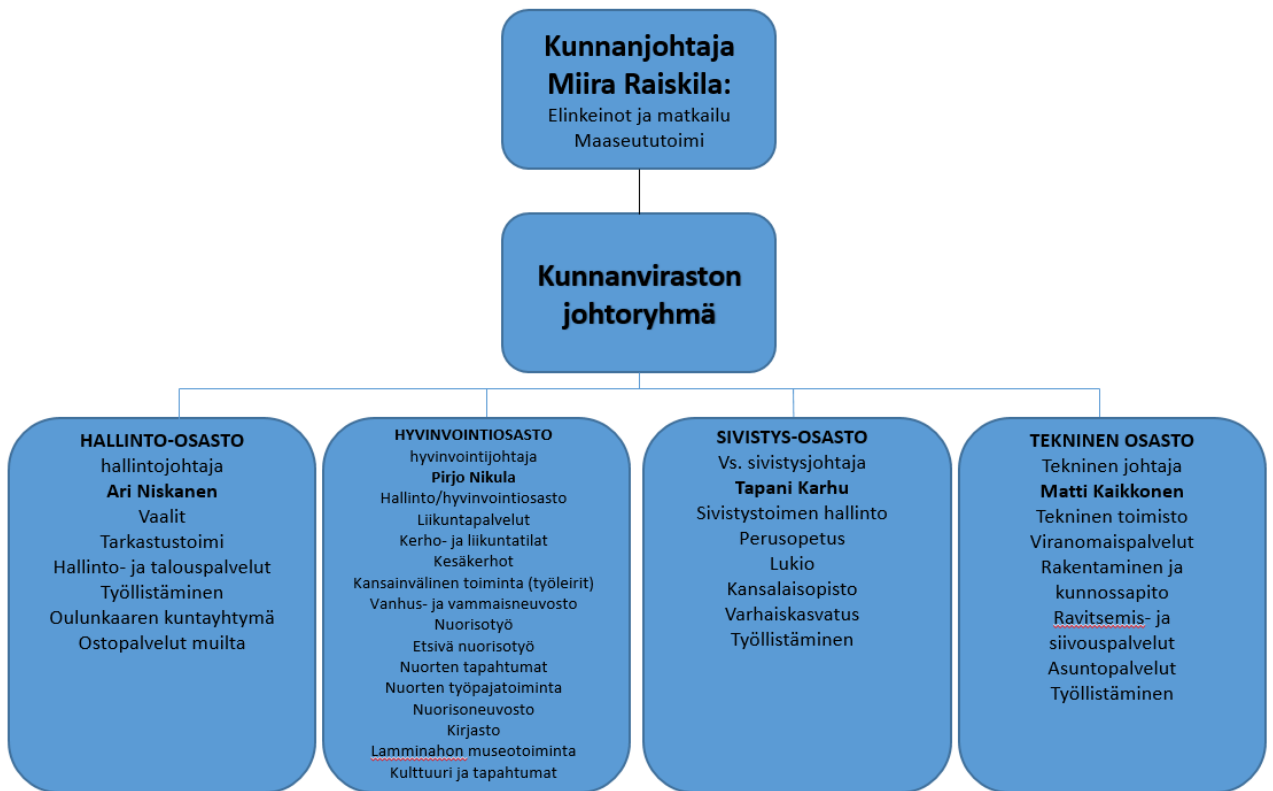 Kunnanjohtaja
Miira Raiskila:
Elinkeinot ja matkailu
Maaseututoimi
Kunnanviraston
johtoryhmä
HALLINTO-OSASTO
hallintojohtaja
Ari Niskanen
Vaalit
Tarkastustoimi
Hallinto- ja talouspalvelut
Työllistäminen
Oulunkaaren kuntayhtymä
Ostopalvelut muilta
HYVINVOINTIOSASTO
hyvinvointijohtaja
Pirjo Nikula
Hallinto/hyvinvointiosasto
Liikuntapalvelut
Kerho- ja liikuntatilat
Kesäkerhot
Kansainvälinen toiminta (työleirit)
Vanhus- ja vammaisneuvosto
Nuorisotyö
Etsivä nuorisotyö
Nuorten tapahtumat
Nuorten työpajatoiminta
Nuorisoneuvosto
Kirjasto
Lamminahon museotoiminta
Kulttuuri ja tapahtumat
SIVISTYS-OSASTO
Vs. sivistysjohtaja
Tapani Karhu
Sivistystoimen hallinto
Perusopetus
Lukio
Kansalaisopisto
Varhaiskasvatus
Työllistäminen
TEKNINEN OSASTO
Tekninen johtaja
Matti Kaikkonen
Tekninen toimisto
Viranomaispalvelut
Rakentaminen ja
kunnossapito
Ravitsemis- ja
siivouspalvelut
Asuntopalvelut
Työllistäminen